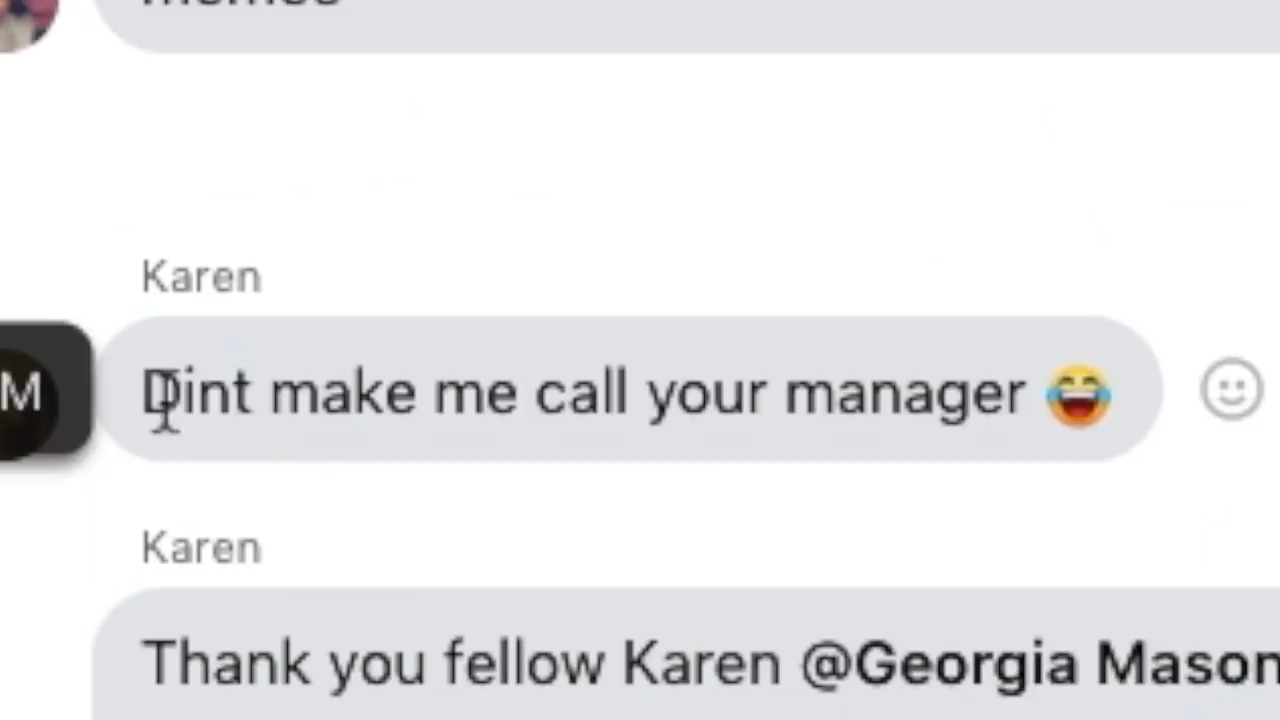 Karen
M
Dint make me call your manager 😂
Karen
Thank you fellow Karen @Georgia Mason